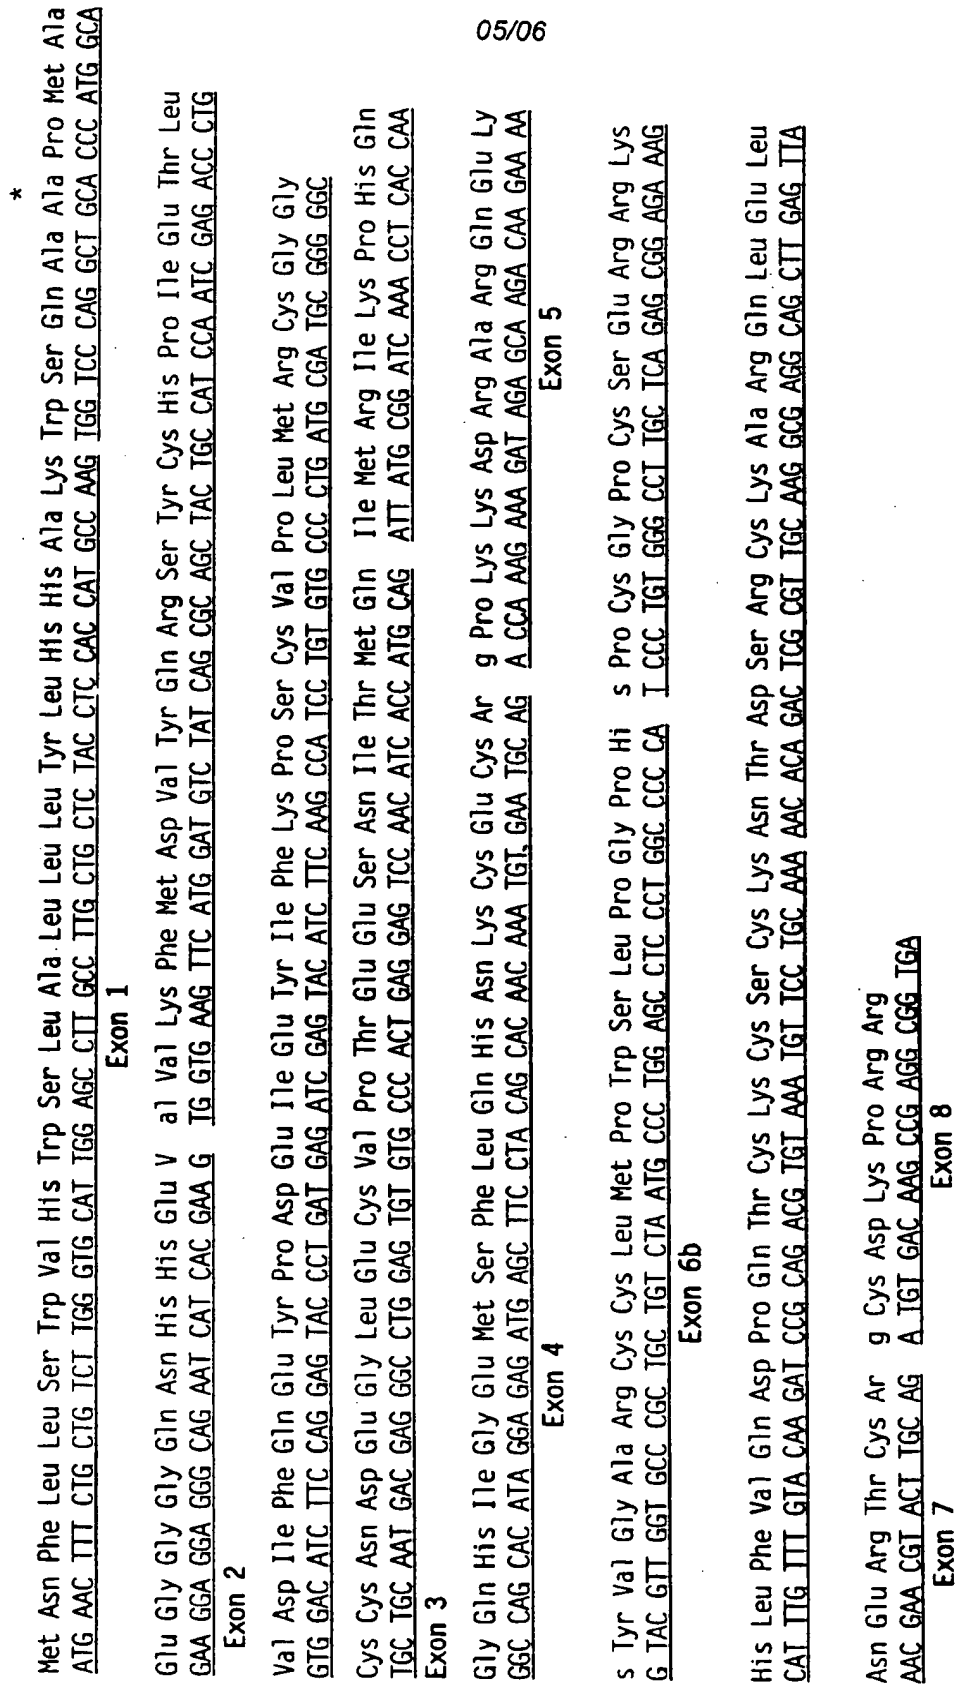 05/06
*
Met Asn Phe Leu Leu Ser Trp Val His Trp Ser Leu Ala Leu Leu Leu Tyr Leu His His Ala Lys Trp Ser Gln Ala Ala Pro Met Ala
ATG AAC TTT CTG CTG TCT TGG GTG CAT TGG AGC CTT GCC TTG CTG CTC TAC CTC CAC CAT GCC AAG TGG TCC CAG GCT GCA CCC ATG GCA
Exon 1
Glu Gly Gly Gly Gln Asn His His Glu V al Val Lys Phe Met Asp Val Tyr Gln Arg Ser Tyr Cys His Pro Ile Glu Thr Leu
GAA GGA GGG CAG AAT CAT CAC GAA G TG GTG AAG TTC ATG GAT GTC TAT CAG CGC AGC TAC TGC CAT CCA ATC GAG ACC CTG
Exon 2
Val Asp Ile Phe Gln Glu Tyr Pro Asp Glu Ile Glu Tyr Ile Phe Lys Pro Ser Cys Val Pro Leu Met Arg Cys Gly Gly
GTG GAC ATC TTC CAG GAG TAC CCT GAT GAG ATC GAG TAC ATC TTC AAG CCA TCC TGT GTG CCC CTG ATG CGA TGC GGG GGC
Cys Cys Asn Asp Glu Gly Leu Glu Cys Val Pro Thr Glu Glu Ser Asn Ile Thr Met Gln Ile Met Arg Ile Lys Pro His Gln
TGC TGC AAT GAC GAG GGC CTG GAG TGT GTG CCC ACT GAG GAG TCC AAC ATC ACC ATG CAG ATT ATG CGG ATC AAA CCT CAC CAA
Exon 3
Gly Gln His Ile Gly Glu Met Ser Phe Leu Gln His Asn Lys Cys Glu Cys Ar g Pro Lys Lys Asp Arg Ala Arg Gln Glu Ly
GGC CAG CAC ATA GGA GAG ATG AGC TTC CTA CAG CAC AAC AAA TGT GAA TGC AG A CCA AAG AAA GAT AGA GCA AGA CAA GAA AA
Exon 4 Exon 5
s Tyr Val Gly Ala Arg Cys Cys Leu Met Pro Trp Ser Leu Pro Gly Pro Hi s Pro Cys Gly Pro Cys Ser Glu Arg Arg Lys
G TAC GTT GGT GCC CGC TGC TGT CTA ATG CCC TGG AGC CTC CCT GGC CCC CA T CCC TGT GGG CCT TGC TCA GAG CGG AGA AAG
Exon 6b
His Leu Phe Val Gln Asp Pro Gln Thr Cys Lys Cys Ser Cys Lys Asn Thr Asp Ser Arg Cys Lys Ala Arg Gln Leu Glu Leu
CAT TTG TTT GTA CAA GAT CCG CAG ACG TGT AAA TGT TCC TGC AAA AAC ACA GAC TCG CGT TGC AAG GCG AGG CAG CTT GAG TTA
Asn Glu Arg Thr Cys Ar g Cys Asp Lys Pro Arg Arg
AAC GAA CGT ACT TGC AG A TGT GAC AAG CCG AGG CGG TGA
Exon 7 Exon 8